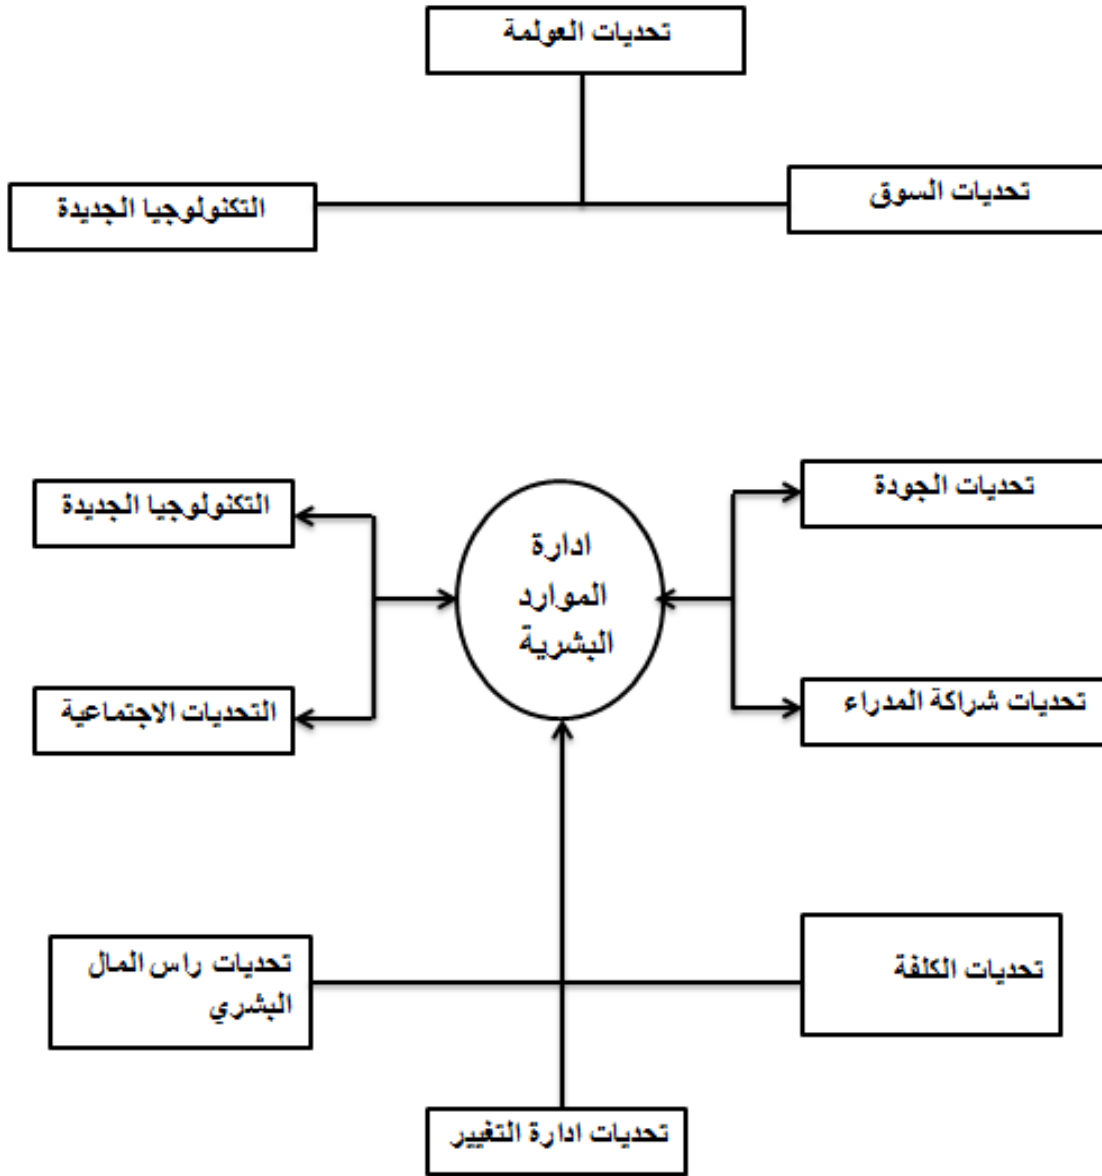 تحديات العولمة
تحديات السوق
التكنولوجيا الجديدة
تحديات الجودة
ادارة
الموارد
البشرية
التكنولوجيا الجديدة
تحديات شراكة المدراء
التحديات الاجتماعية
تحديات الكلفة
تحديات راس المال
البشري
تحديات ادارة التغيير